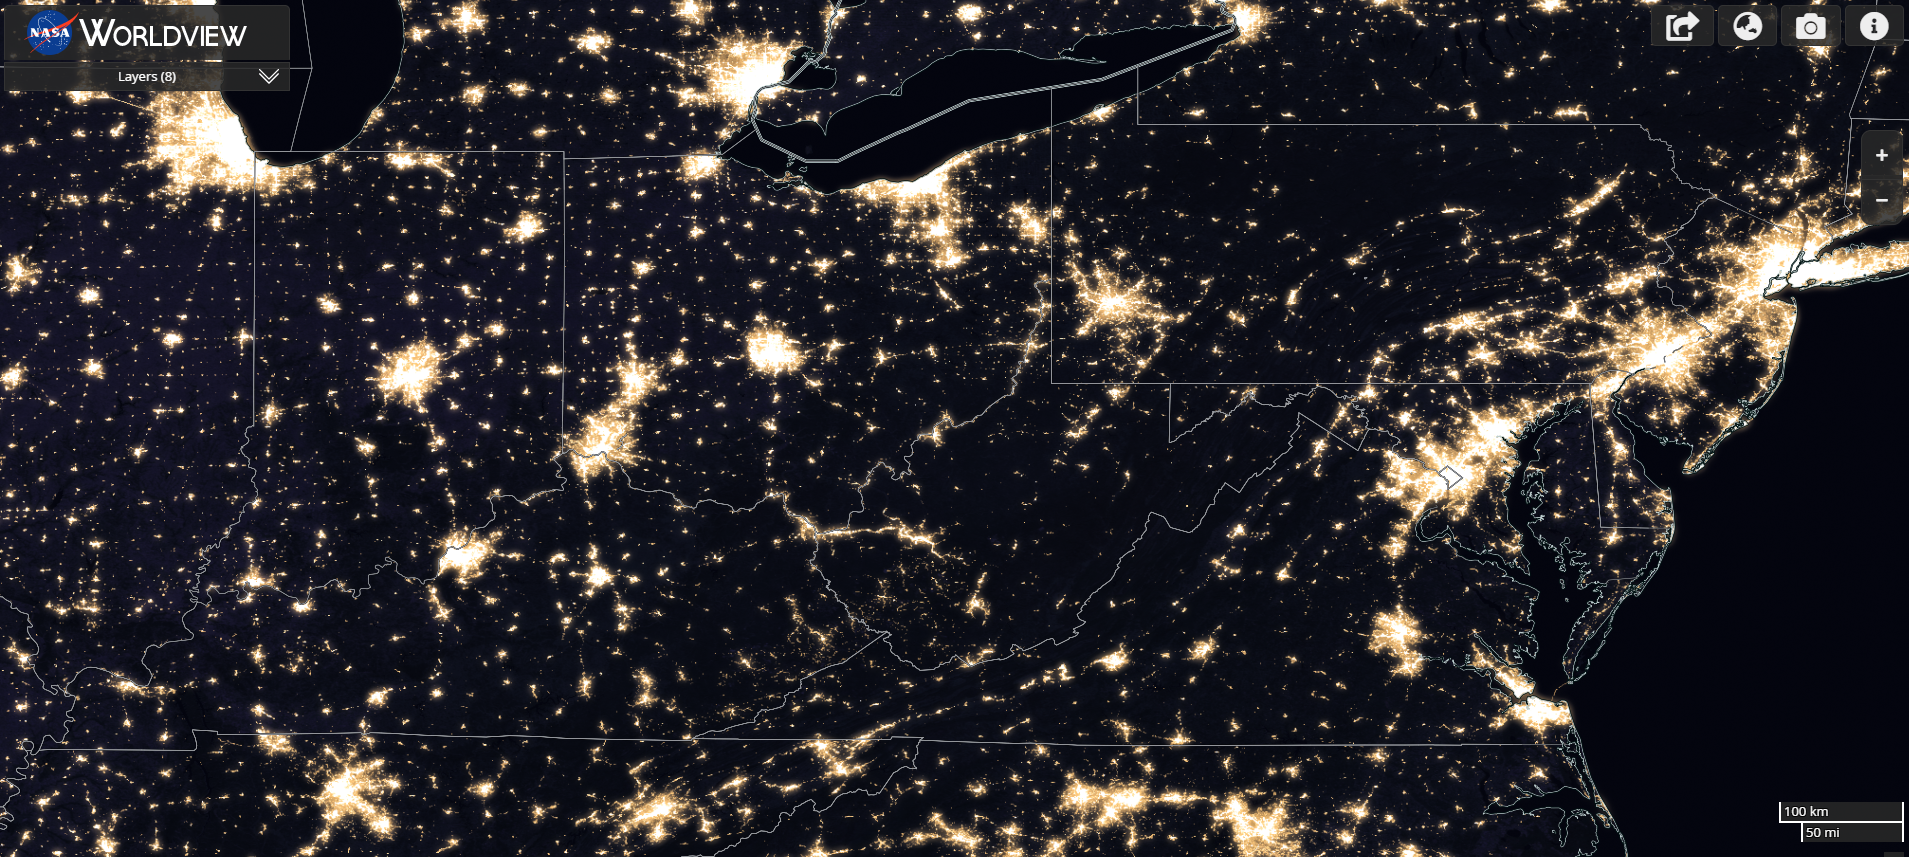 NASA WORLDVIEW
Layers (8)
+
−
100 km
50 mi